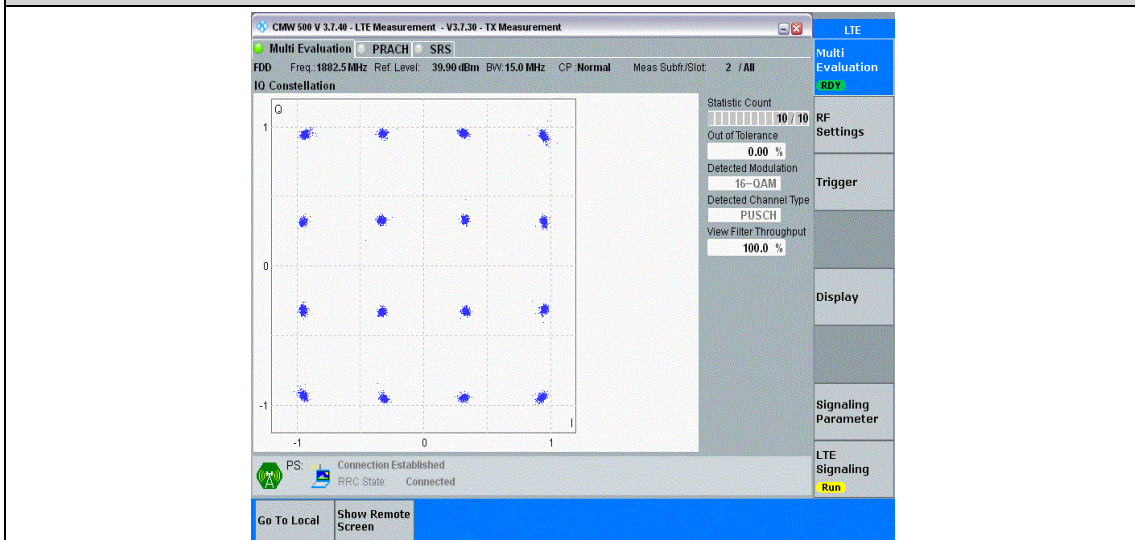 CMW 500 V 3.7.40 - LTE Measurement - V3.7.30 - TX Measurement
LTE
Multi Evaluation PRACH SRS
Multi
Evaluation
RDY
FDD Freq.:1882.5 MHz Ref. Level: 39.90 dBm BW:15.0 MHz CP :Normal Meas Subfr./Slot: 2 / All
IQ Constellation
Q
1
0
-1
I
-1 0 1
Statistic Count
10 / 10
Out of Tolerance
0.00 %
Detected Modulation
16-QAM
Detected Channel Type
PUSCH
View Filter Throughput
100.0 %
RF
Settings
Trigger
Display
Signaling
Parameter
LTE
Signaling
Run
PS: Connection Established
RRC State: Connected
Go To Local
Show Remote
Screen